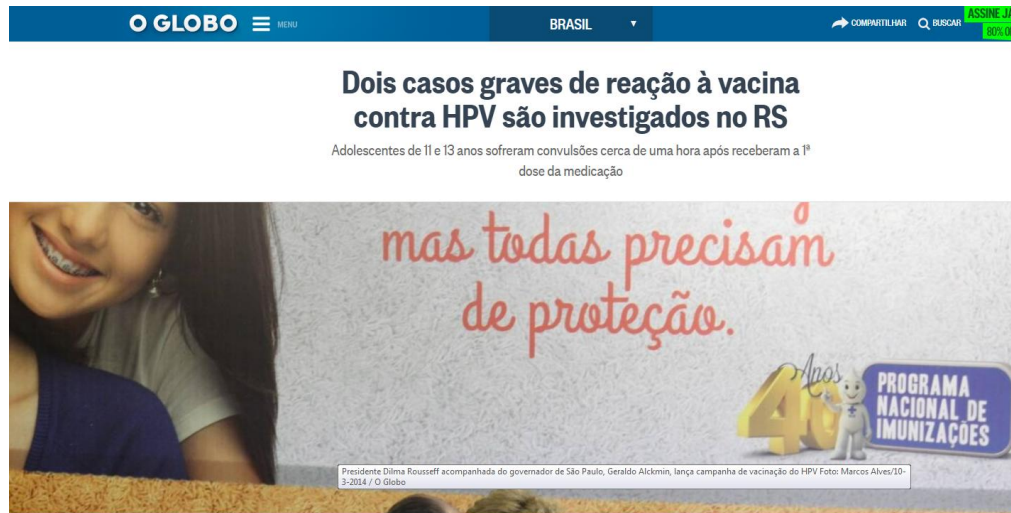 O GLOBO MENU BRASIL COMPARTILHAR BUSCAR ASSINE JÁ
80% O
Dois casos graves de reação à vacina
contra HPV são investigados no RS
Adolescentes de 11 e 13 anos sofreram convulsões cerca de uma hora após receberam a 1ª
dose da medicação
mas todas precisam
de proteção.
40 Anos
PROGRAMA
NACIONAL DE
IMUNIZAÇÕES
Presidente Dilma Rousseff acompanhada do governador de São Paulo, Geraldo Alckmin, lança campanha de vacinação do HPV Foto: Marcos Alves/10-
3-2014 / O Globo